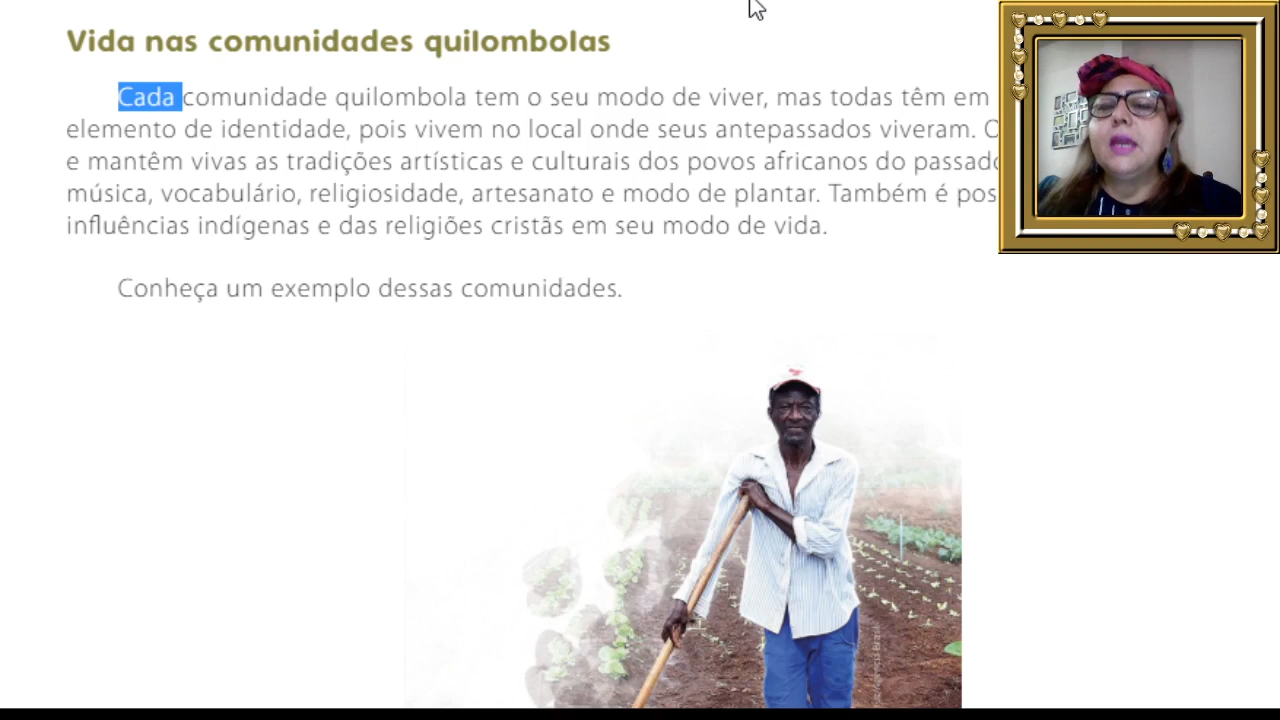 Vida nas comunidades quilombolas
Cada comunidade quilombola tem o seu modo de viver, mas todas têm em
elemento de identidade, pois vivem no local onde seus antepassados viveram.
e mantêm vivas as tradições artísticas e culturais dos povos africanos do
música, vocabulário, religiosidade, artesanato e modo de plantar. Também é
influências indígenas e das religiões cristãs em seu modo de vida.
Conheça um exemplo dessas comunidades.